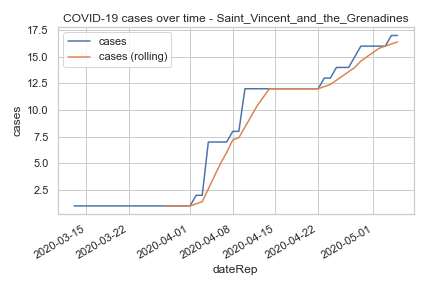 COVID-19 cases over time - Saint_Vincent_and_the_Grenadines
17.5
15.0
12.5
10.0
7.5
5.0
2.5
cases
cases
cases (rolling)
2020-03-15
2020-03-22
2020-04-01
2020-04-08
2020-04-15
2020-04-22
2020-05-01
dateRep